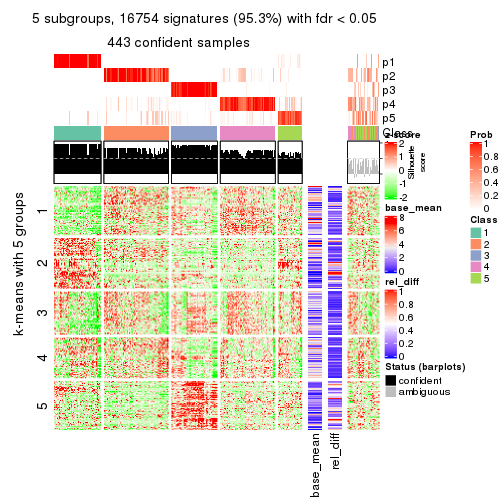 5 subgroups, 16754 signatures (95.3%) with fdr < 0.05
443 confident samples
p1
p2
p3
p4
p5
Class
Silhouette
score
k-means with 5 groups
1
2
3
4
5
base_mean
rel_diff
z-score
2
1
0
-1
-2
base_mean
8
6
4
2
0
rel_diff
1
0.8
0.6
0.4
0.2
0
Status (barplots)
confident
ambiguous
Prob
1
0.8
0.6
0.4
0.2
0
Class
1
2
3
4
5